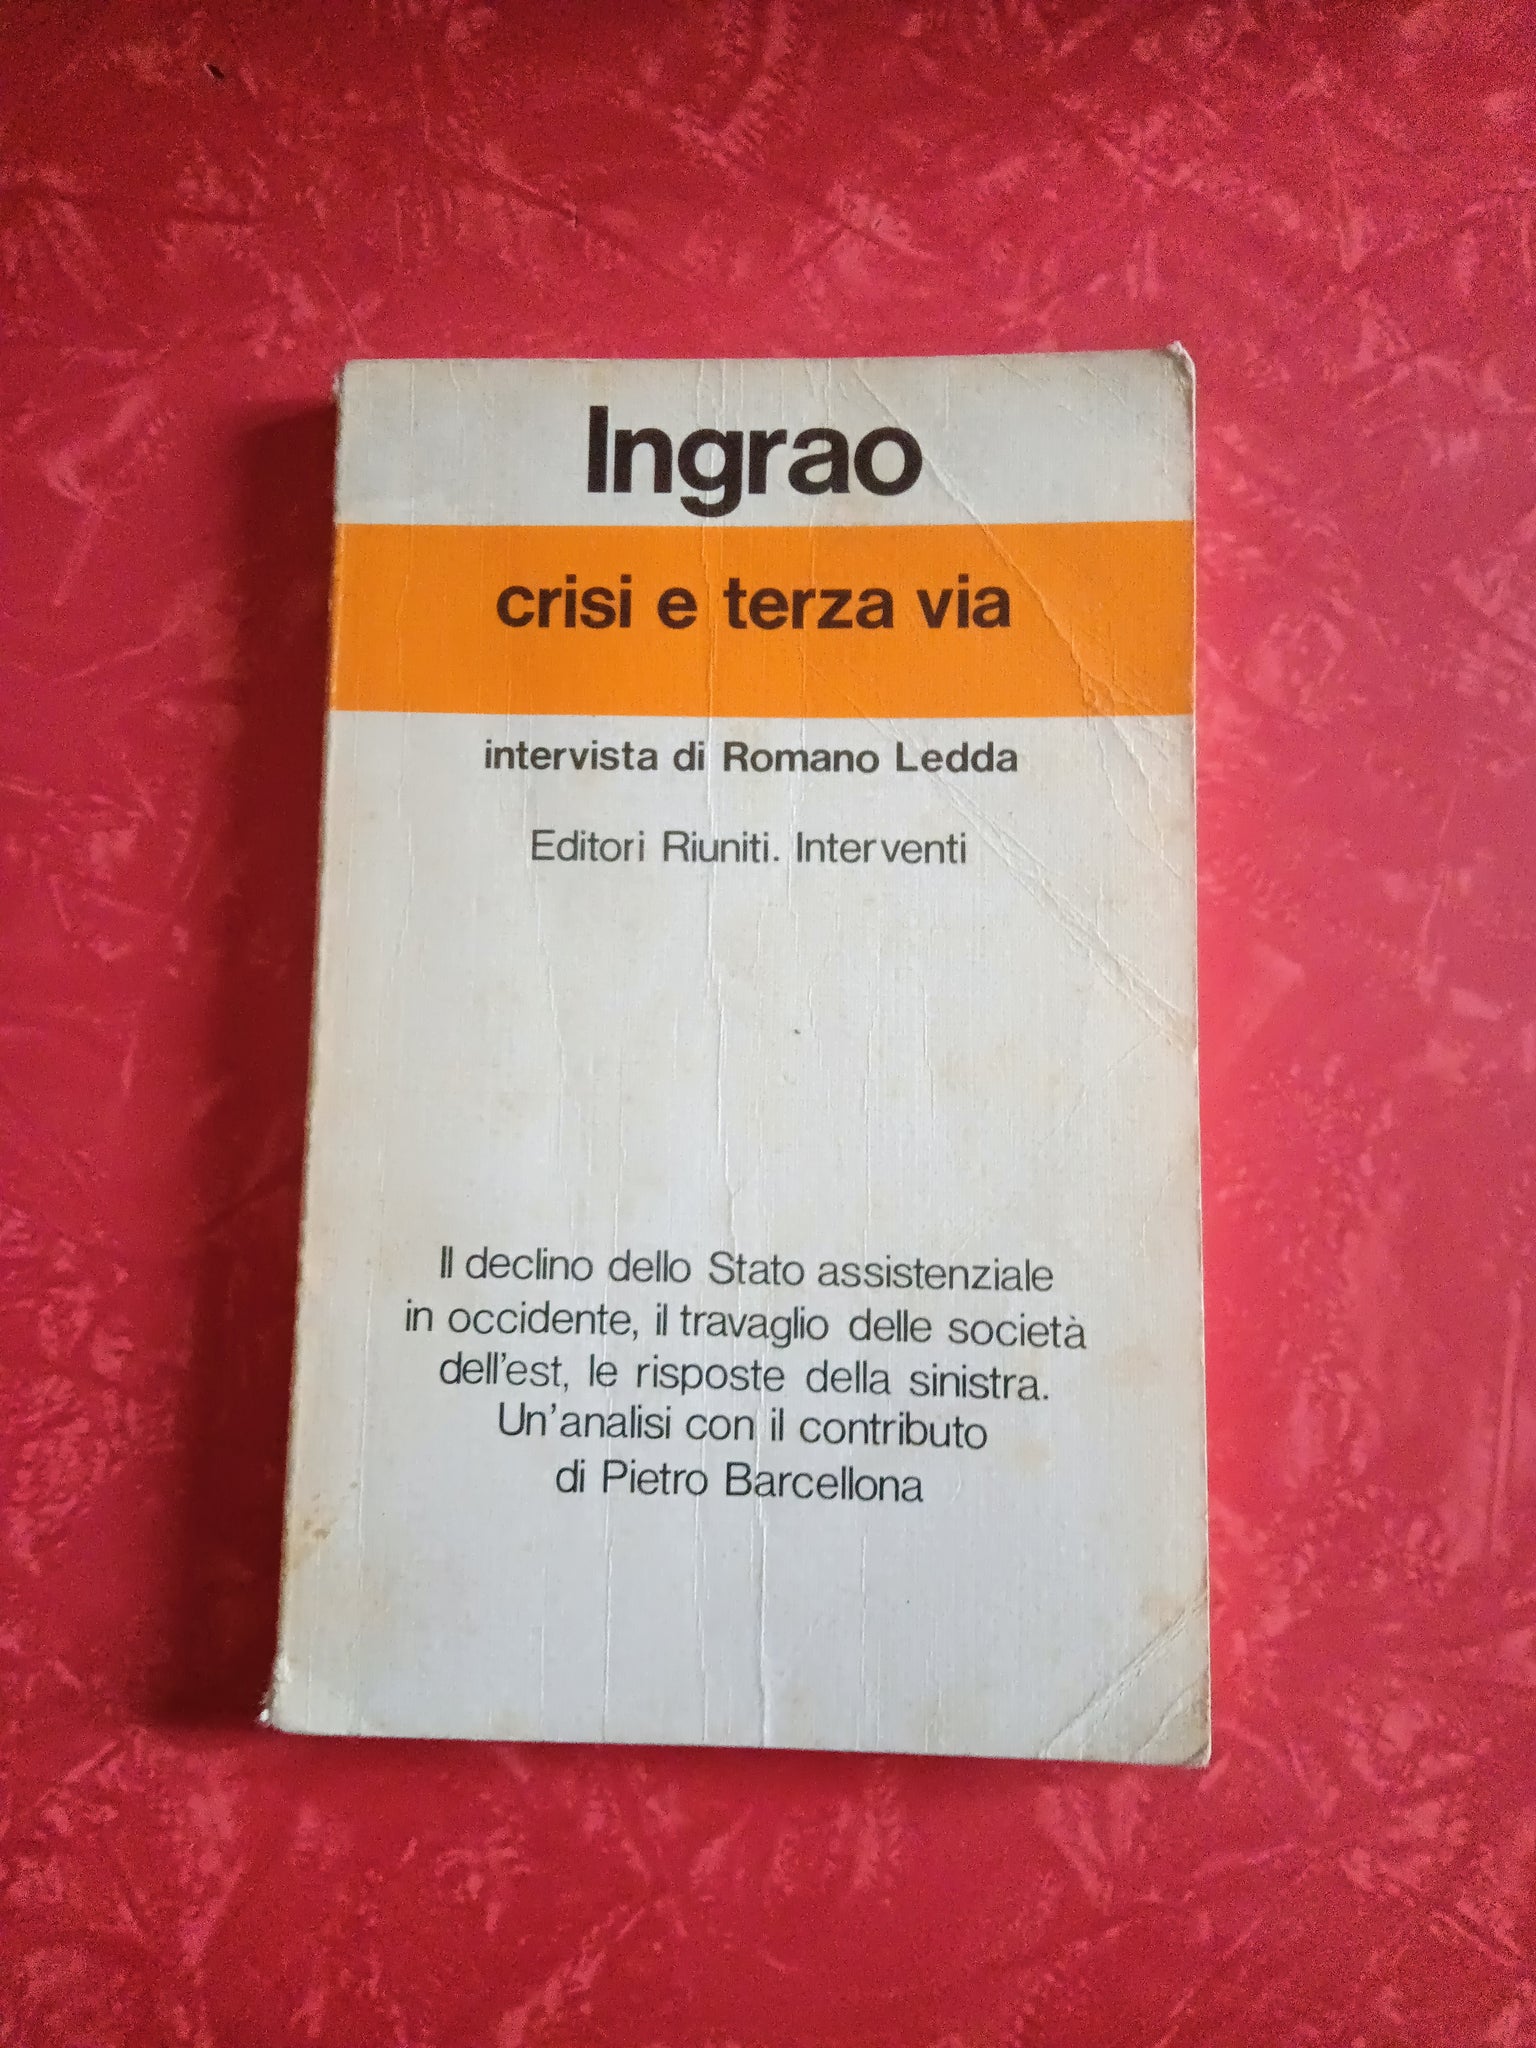 Ingrao
crisi e terza via
intervista di Romano Ledda
Editori Riuniti. Interventi
Il declino dello Stato assistenziale
in occidente, il travaglio delle società
dell'est, le risposte della sinistra.
Un'analisi con il contributo
di Pietro Barcellona